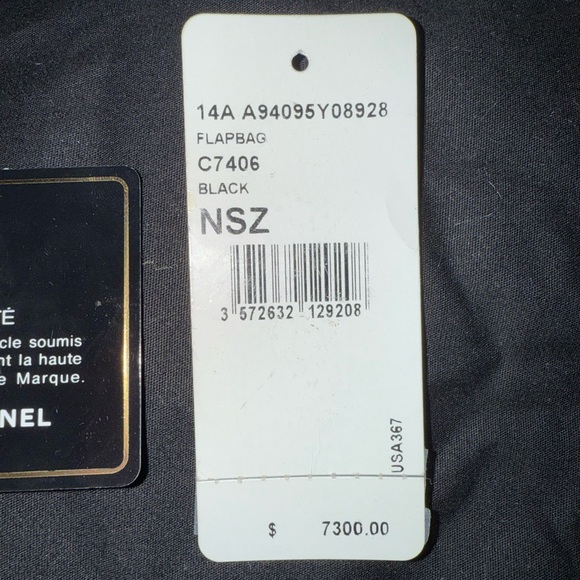 14A A94095Y08928
FLAPBAG
C7406
BLACK
NSZ
3 572632 129208
USA367
$ 7300.00
TÉ
cle soumis
nt la haute
e Marque.
NEL